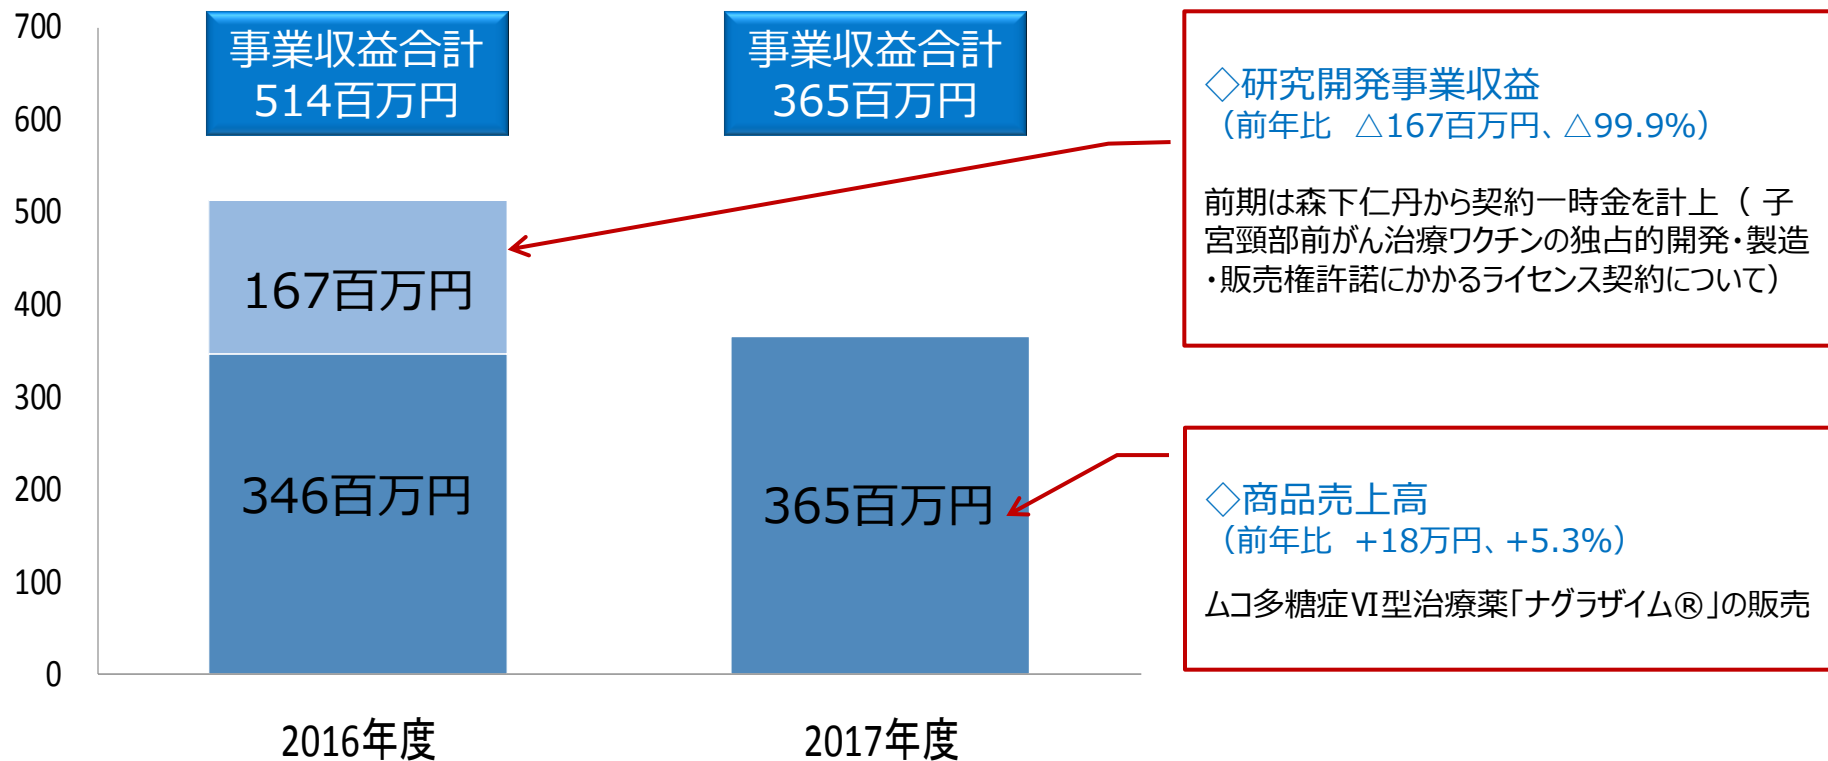 700
600
500
400
300
200
100
0
事業収益合計
514百万円
事業収益合計
365百万円
167百万円
346百万円
365百万円
2016年度
2017年度
◇研究開発事業収益
（前年比　△167百万円、△99.9%）
前期は森下仁丹から契約一時金を計上（ 子
宮頸部前がん治療ワクチンの独占的開発・製造
・販売権許諾にかかるライセンス契約について）
◇商品売上高
（前年比　+18万円、+5.3%）
ムコ多糖症Ⅵ型治療薬「ナグラザイム®」の販売